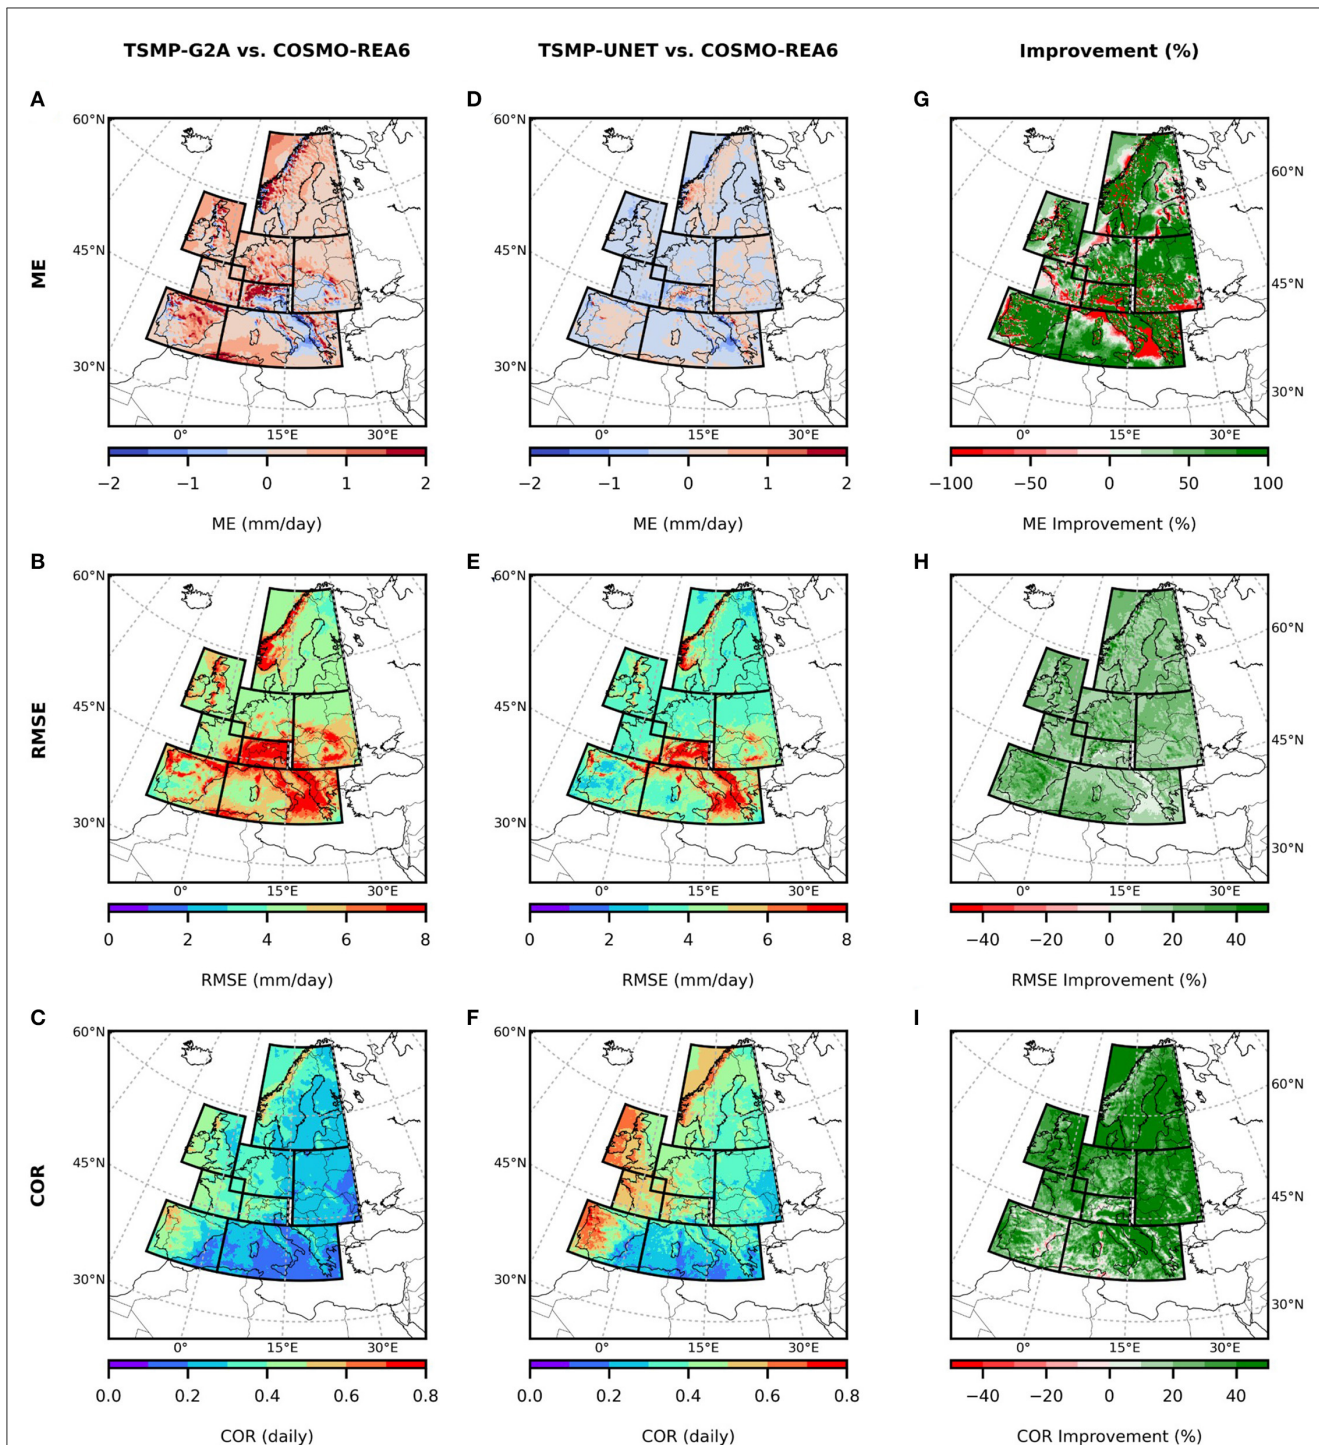 TSMP-G2A vs. COSMO-REA6
TSMP-UNET vs. COSMO-REA6
Improvement (%)
A
D
G
ME
60°N
45°N
30°N
0°
15°E
30°E
60°N
45°N
30°N
0°
15°E
30°E
60°N
45°N
30°N
0°
15°E
30°E
−2 −1 0 1 2
ME (mm/day)
−2 −1 0 1 2
ME (mm/day)
−100 −50 0 50 100
ME Improvement (%)
B
E
H
RMSE
60°N
45°N
30°N
0°
15°E
30°E
60°N
45°N
30°N
0°
15°E
30°E
60°N
45°N
30°N
0°
15°E
30°E
0 2 4 6 8
RMSE (mm/day)
0 2 4 6 8
RMSE (mm/day)
−40 −20 0 20 40
RMSE Improvement (%)
C
F
I
COR
60°N
45°N
30°N
0°
15°E
30°E
60°N
45°N
30°N
0°
15°E
30°E
60°N
45°N
30°N
0°
15°E
30°E
0.0 0.2 0.4 0.6 0.8
COR (daily)
0.0 0.2 0.4 0.6 0.8
COR (daily)
−40 −20 0 20 40
COR Improvement (%)